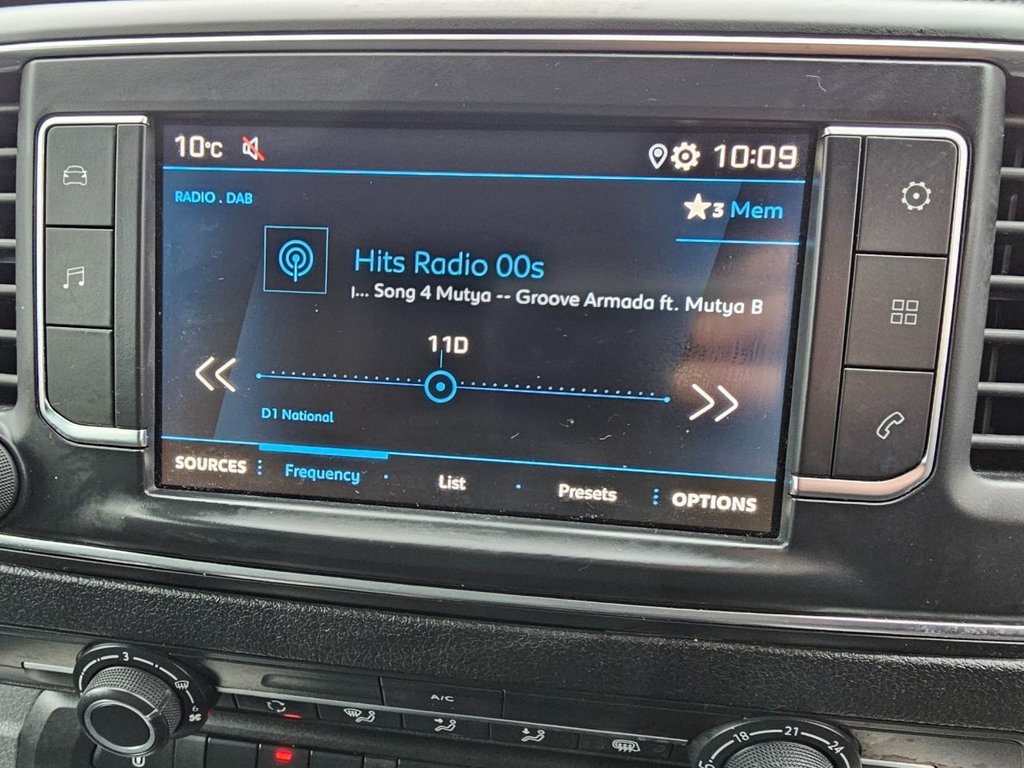 10°C 10:09
RADIO . DAB
3 Mem
Hits Radio 00s
... Song 4 Mutya -- Groove Armada ft. Mutya B
11D
D1 National
SOURCES Frequency List Presets OPTIONS
3
6
A/C
18 21 24